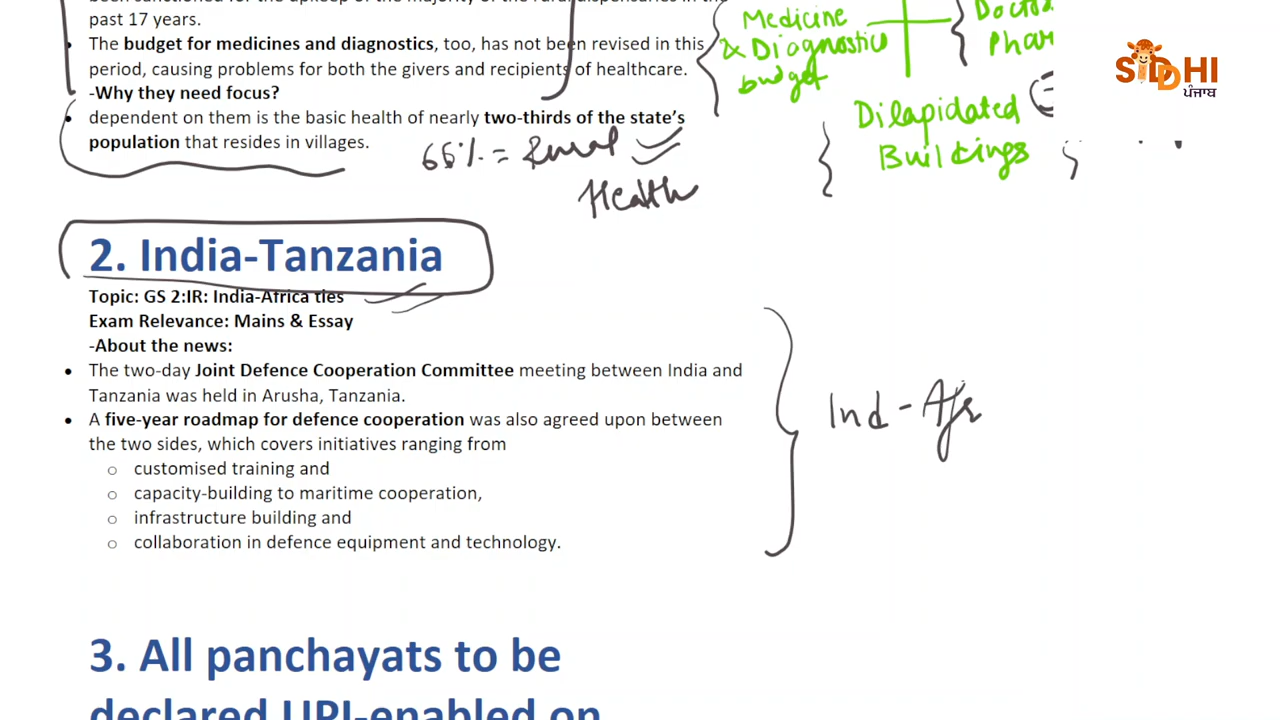 past 17 years.
• The budget for medicines and diagnostics, too, has not been revised in this
period, causing problems for both the givers and recipients of healthcare.
-Why they need focus?
• dependent on them is the basic health of nearly two-thirds of the state's
population that resides in villages.
66% = Rural
Health
Medicine
& Diagnostic
budget
Pha
Dilapidated
Buildings
SIDDHI
ਪੰਜਾਬ
2. India-Tanzania
Topic: GS 2:IR: India-Africa ties
Exam Relevance: Mains & Essay
-About the news:
• The two-day Joint Defence Cooperation Committee meeting between India and
Tanzania was held in Arusha, Tanzania.
• A five-year roadmap for defence cooperation was also agreed upon between
the two sides, which covers initiatives ranging from
o customised training and
o capacity-building to maritime cooperation,
o infrastructure building and
o collaboration in defence equipment and technology.
Ind - Afr
3. All panchayats to be
declared UPI-enabled on